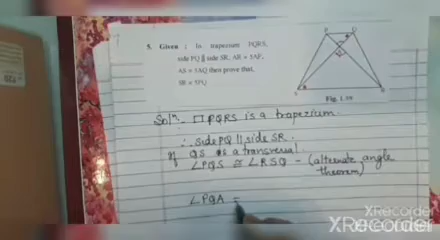 5. Given : In trapezium PQRS,
side PQ || side SR, AR = 5AP,
AS = 5AQ then prove that,
SR = 5PQ
Fig. 1.59
Solⁿ: □ PQRS is a trapezium.
∴ side PQ || side SR.
If QS is a transversal.
∠PQS ≅ ∠RSQ - (alternate angle
theorem)
∠PQA =
XRecorder
XRecorder